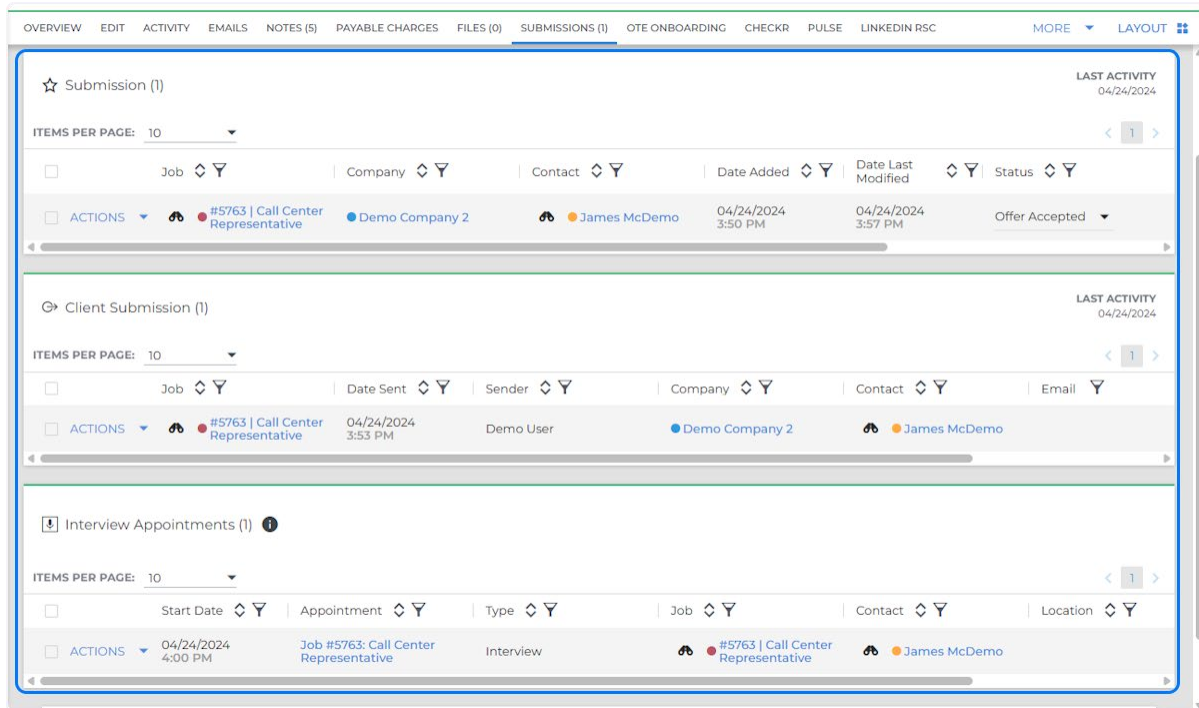 OVERVIEW EDIT ACTIVITY EMAILS NOTES (5) PAYABLE CHARGES FILES (0) SUBMISSIONS (1) OTE ONBOARDING CHECKR PULSE LINKEDIN RSC MORE LAYOUT
Submission (1)
LAST ACTIVITY
04/24/2024
ITEMS PER PAGE: 10
1
Job Company Contact Date Added Date Last Modified Status
ACTIONS #5763 | Call Center Representative Demo Company 2 James McDemo 04/24/2024 3:50 PM 04/24/2024 3:57 PM Offer Accepted
Client Submission (1)
LAST ACTIVITY
04/24/2024
ITEMS PER PAGE: 10
1
Job Date Sent Sender Company Contact Email
ACTIONS #5763 | Call Center Representative 04/24/2024 3:53 PM Demo User Demo Company 2 James McDemo
Interview Appointments (1)
ITEMS PER PAGE: 10
1
Start Date Appointment Type Job Contact Location
ACTIONS 04/24/2024 4:00 PM Job #5763: Call Center Representative Interview #5763 | Call Center Representative James McDemo